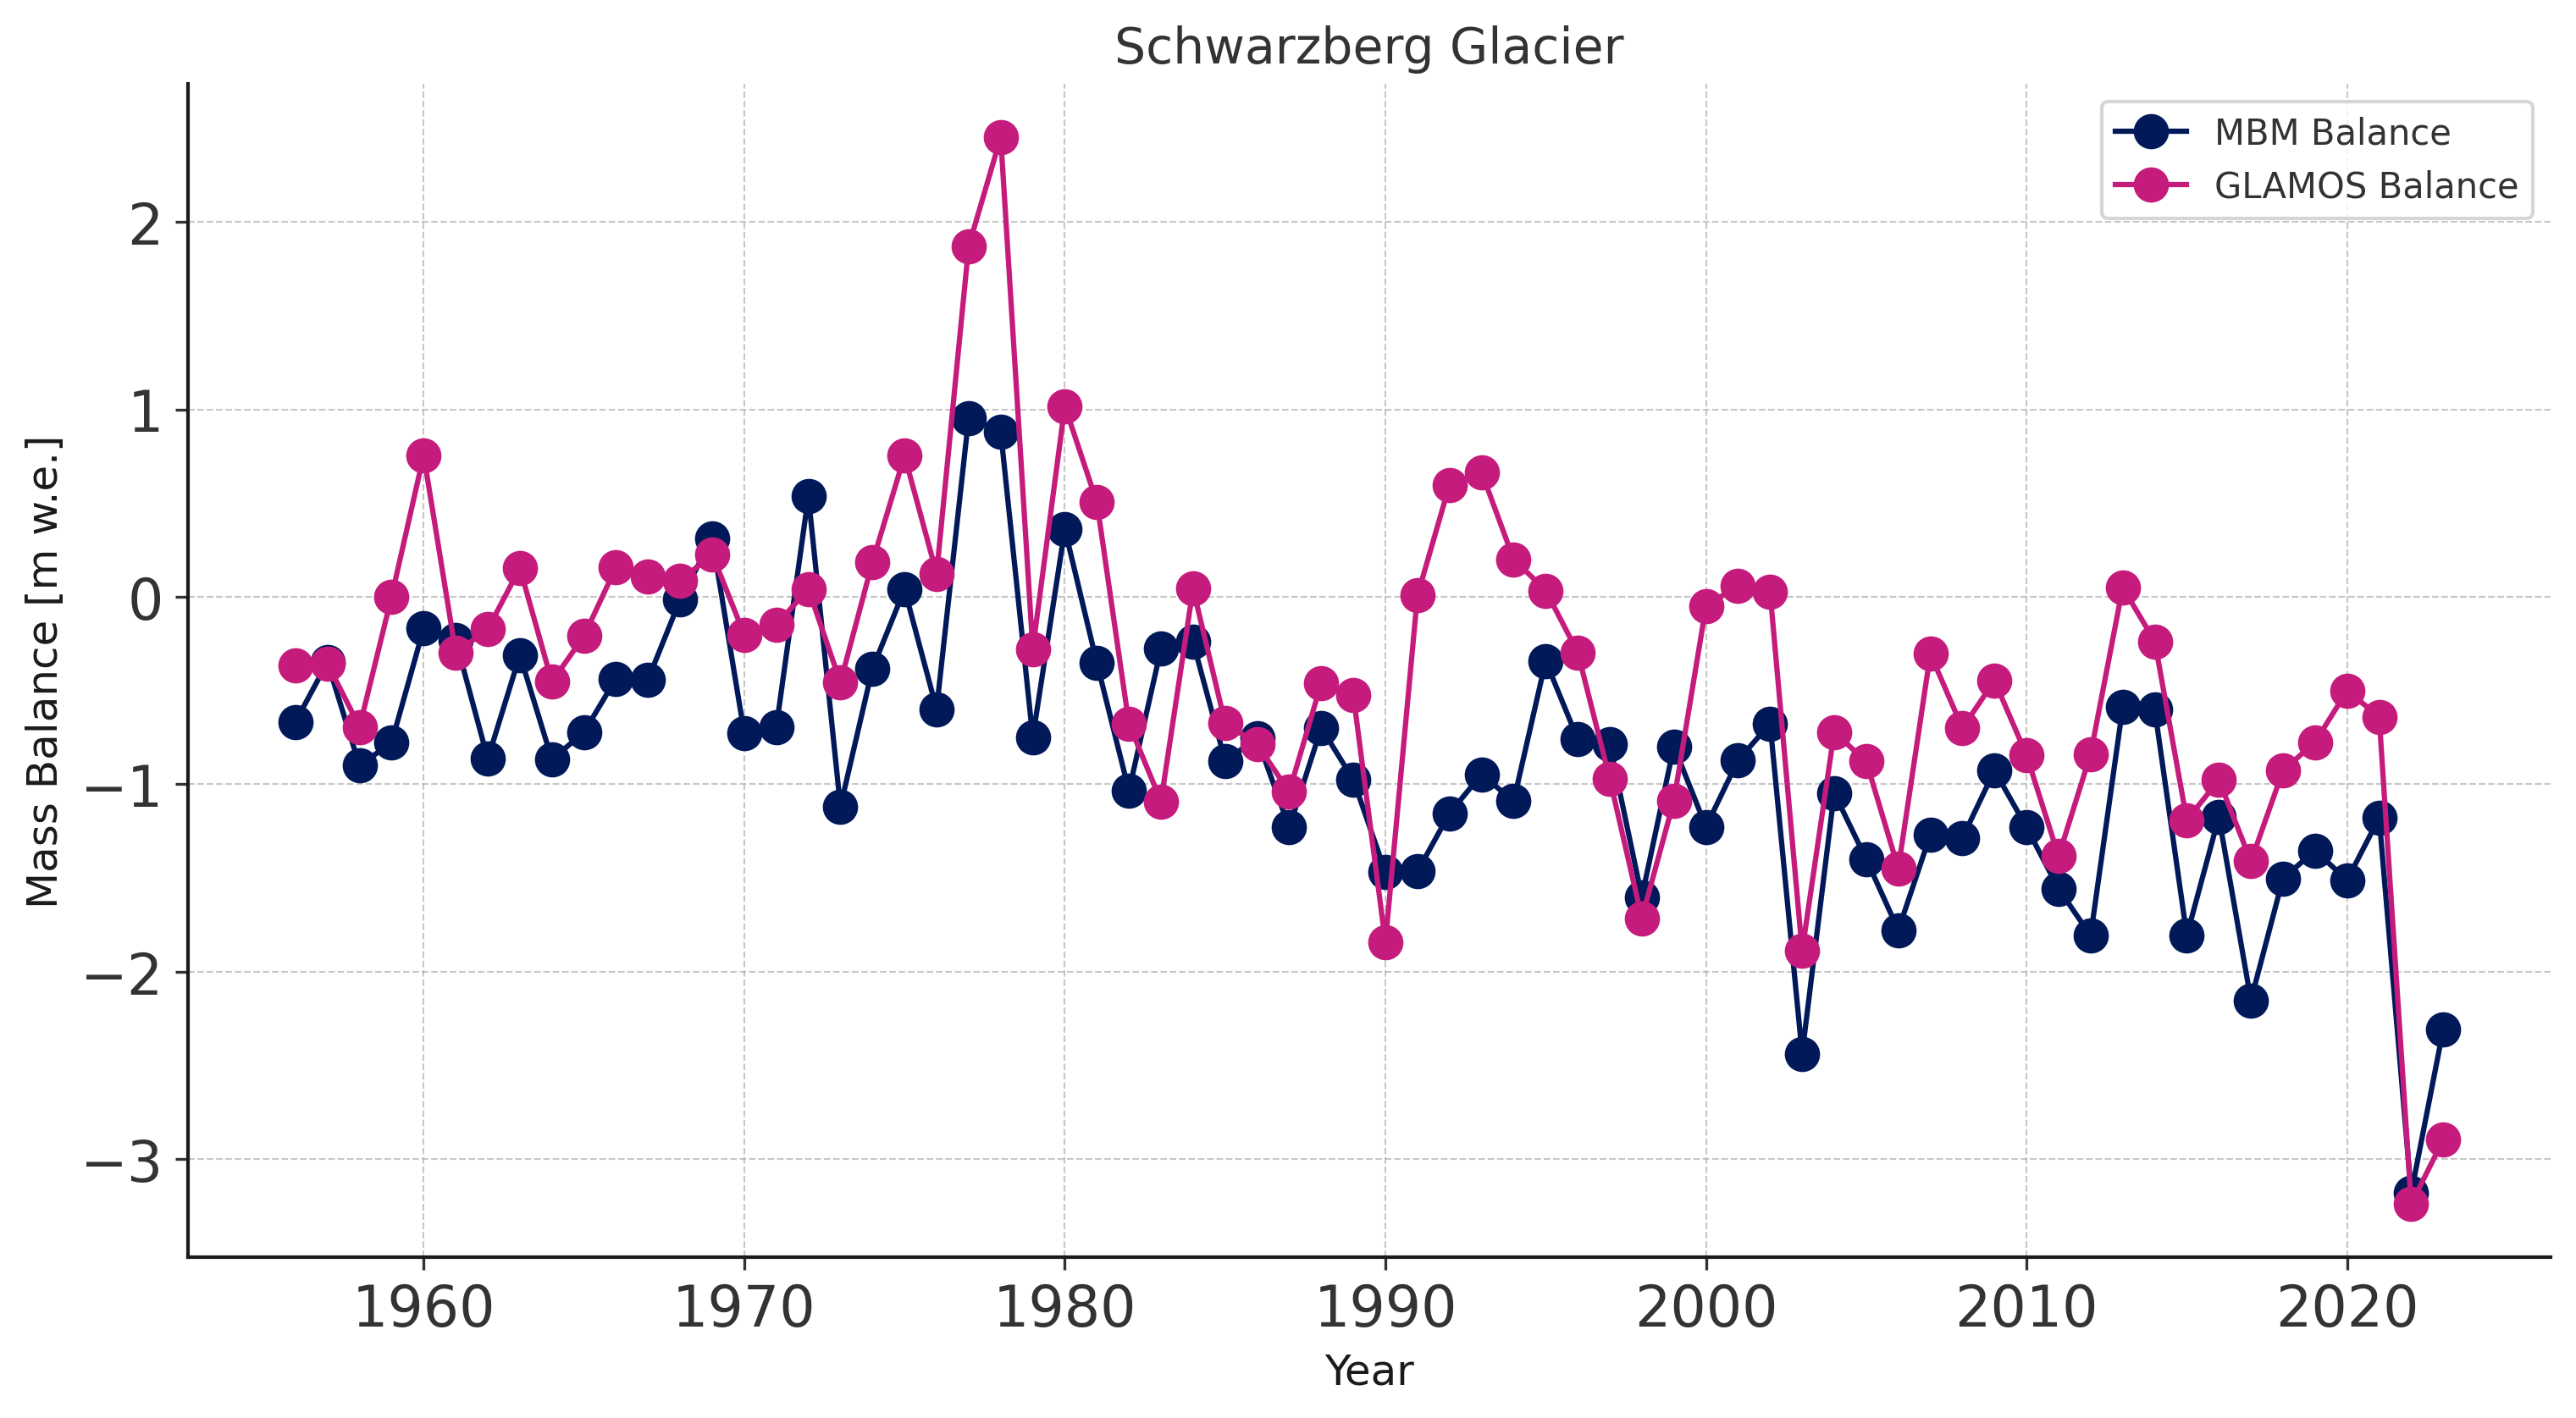 Schwarzberg Glacier
MBM Balance
GLAMOS Balance
Mass Balance [m w.e.]
2
1
0
−1
−2
−3
1960 1970 1980 1990 2000 2010 2020
Year